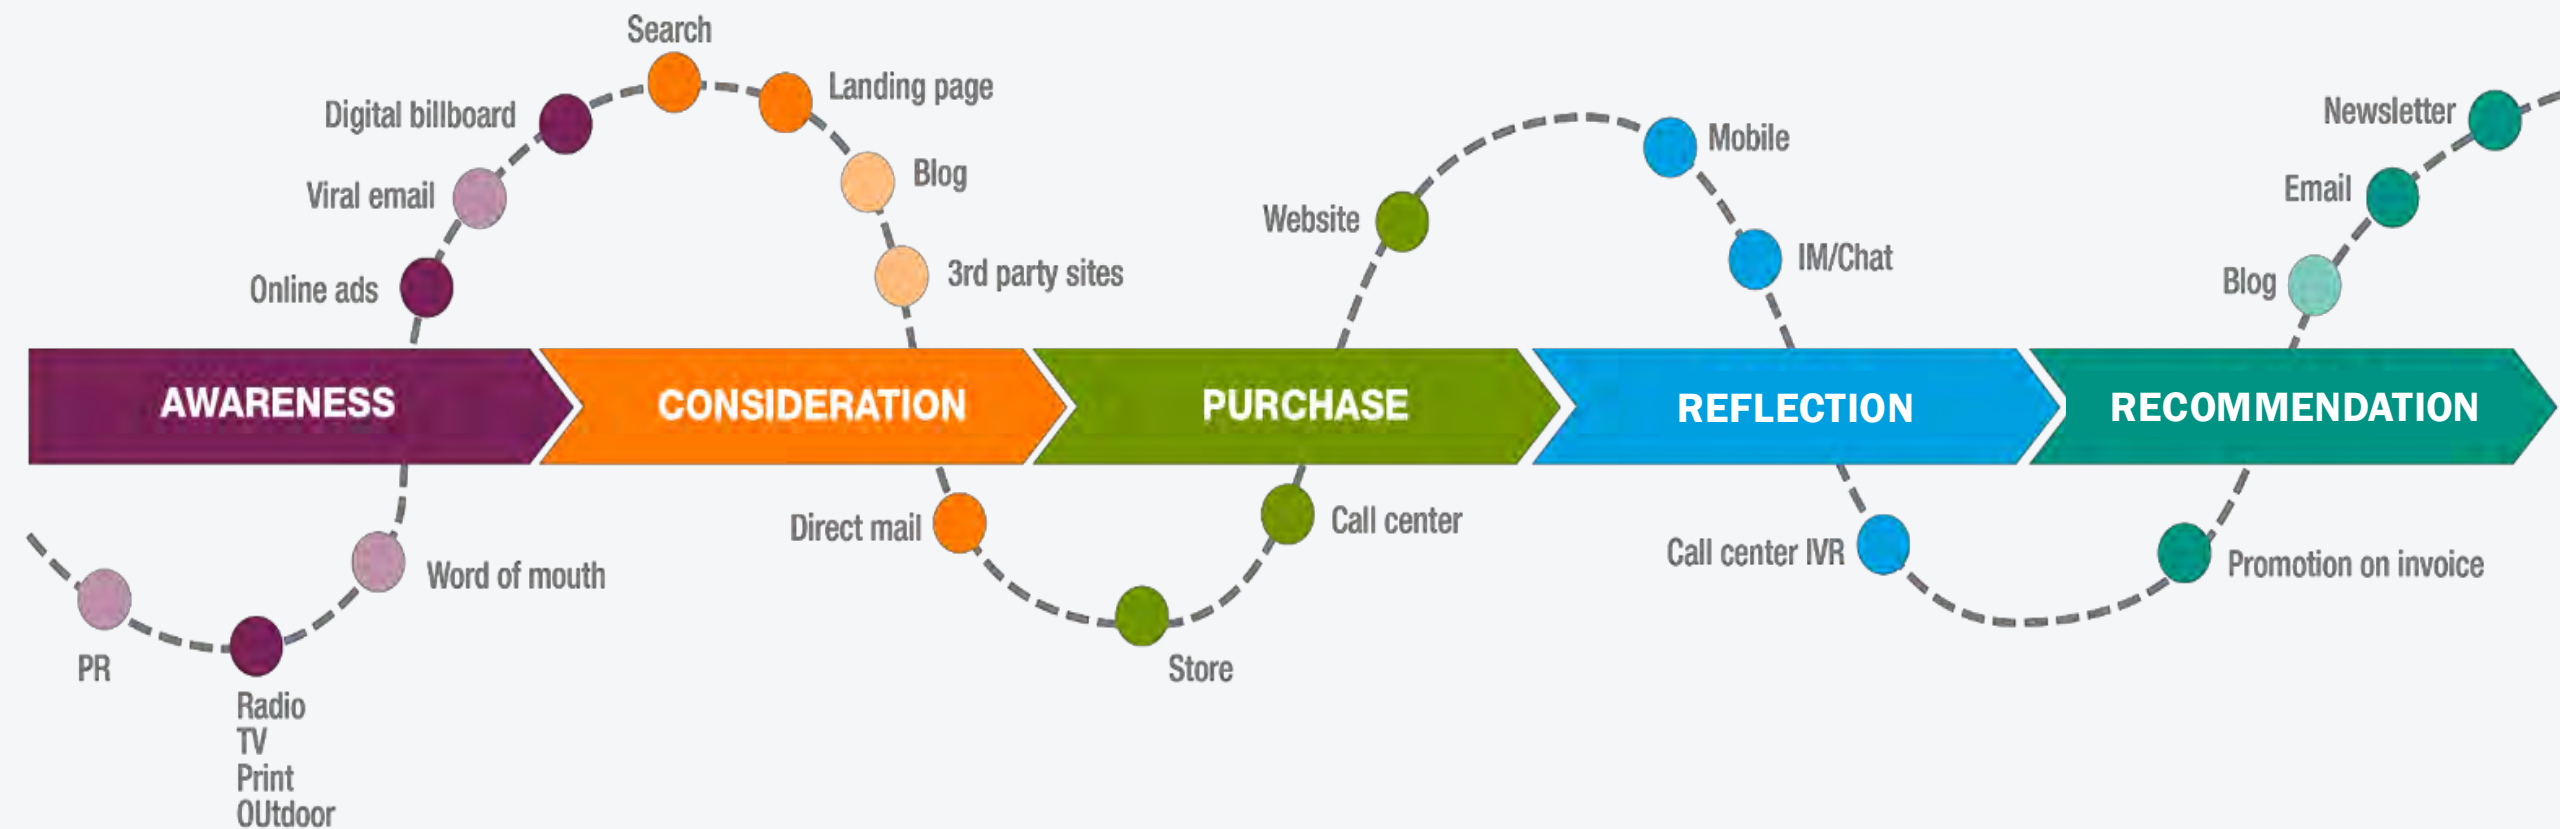 Search
Landing page
Digital billboard
Newsletter
Mobile
Blog
Email
Viral email
Website
IM/Chat
3rd party sites
Blog
Online ads
AWARENESS
CONSIDERATION
PURCHASE
REFLECTION
RECOMMENDATION
Direct mail
Call center
Call center IVR
Promotion on invoice
Word of mouth
PR
Store
Radio
TV
Print
OUtdoor